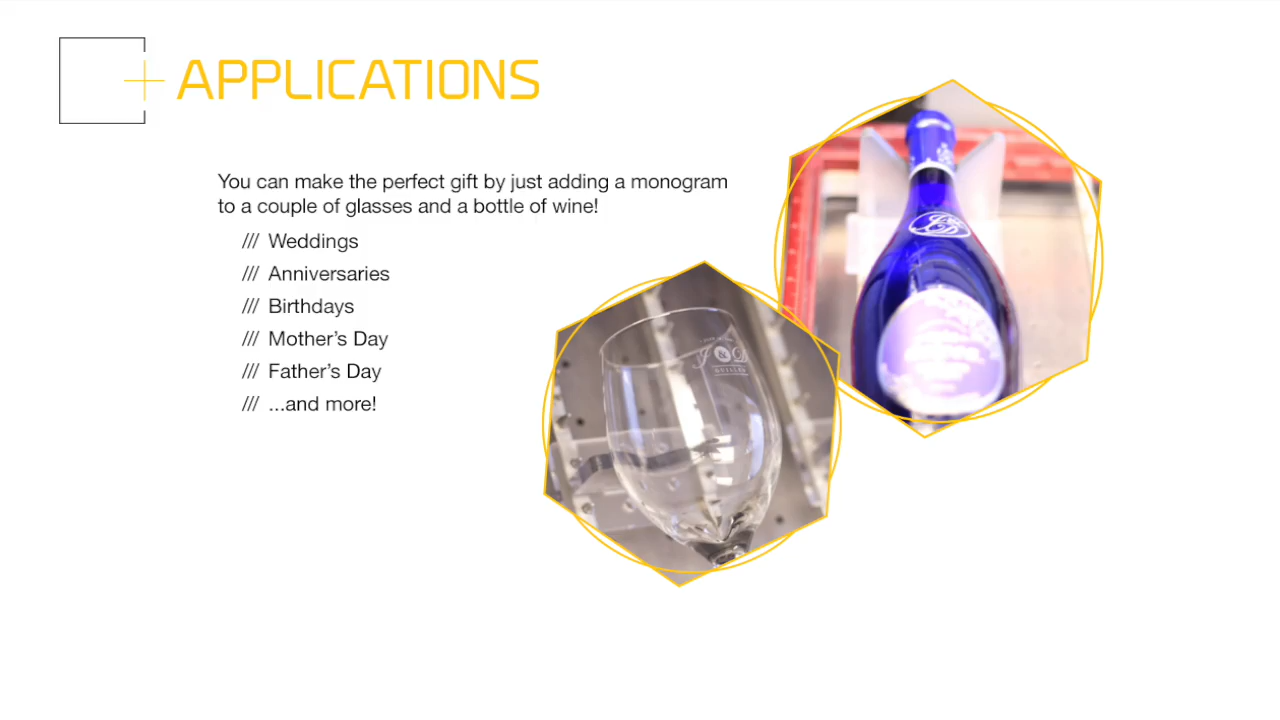 APPLICATIONS
You can make the perfect gift by just adding a monogram
to a couple of glasses and a bottle of wine!
/// Weddings
/// Anniversaries
/// Birthdays
/// Mother's Day
/// Father's Day
/// ...and more!